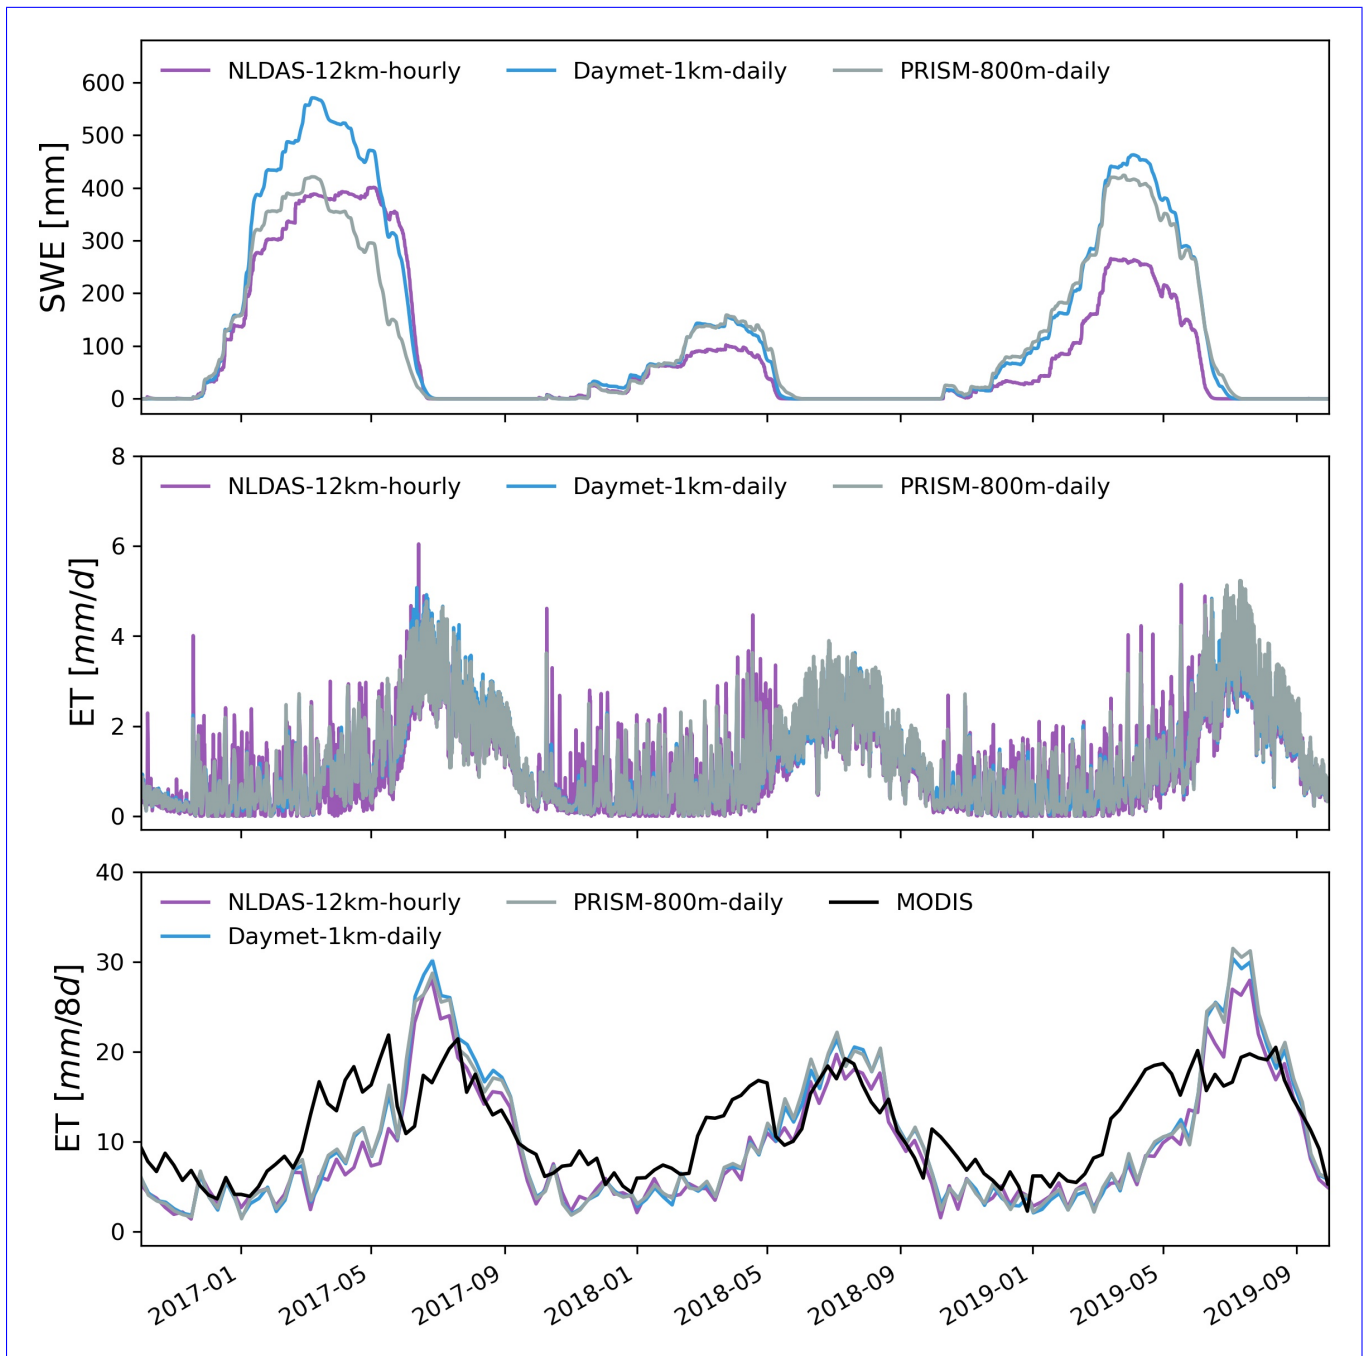 NLDAS-12km-hourly Daymet-1km-daily PRISM-800m-daily
600
500
400
300
200
100
0
SWE [mm]
NLDAS-12km-hourly Daymet-1km-daily PRISM-800m-daily
8
6
4
2
0
ET [mm/d]
NLDAS-12km-hourly PRISM-800m-daily MODIS
Daymet-1km-daily
40
30
20
10
0
ET [mm/8d]
2017-01 2017-05 2017-09 2018-01 2018-05 2018-09 2019-01 2019-05 2019-09